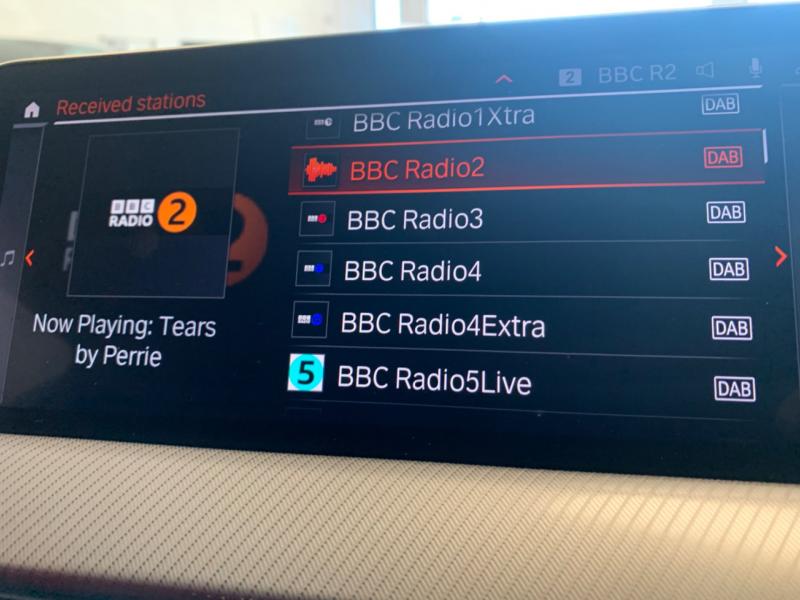 2 BBC R2
Received stations
BBC Radio1Xtra DAB
BBC Radio2 DAB
BBC Radio3 DAB
BBC Radio4 DAB
BBC Radio4Extra DAB
BBC Radio5Live DAB
5
BBC
RADIO 2
Now Playing: Tears
by Perrie